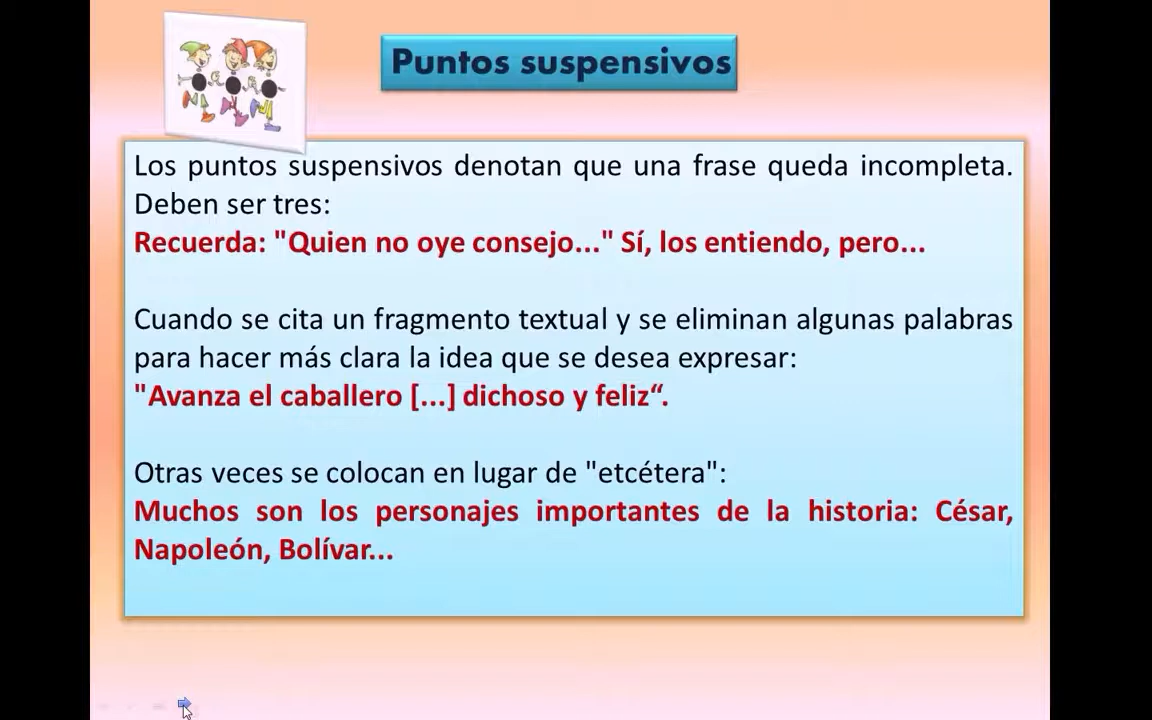 Puntos suspensivos
Los puntos suspensivos denotan que una frase queda incompleta.
Deben ser tres:
Recuerda: "Quien no oye consejo..." Sí, los entiendo, pero...
Cuando se cita un fragmento textual y se eliminan algunas palabras
para hacer más clara la idea que se desea expresar:
"Avanza el caballero [...] dichoso y feliz“.
Otras veces se colocan en lugar de "etcétera":
Muchos son los personajes importantes de la historia: César,
Napoleón, Bolívar...